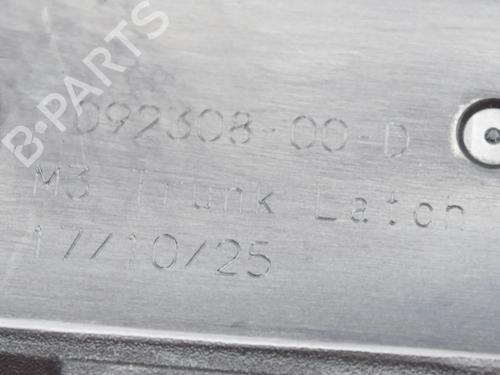 B-PARTS
092308-00-D
M3 Trunk Latch
17/10/25